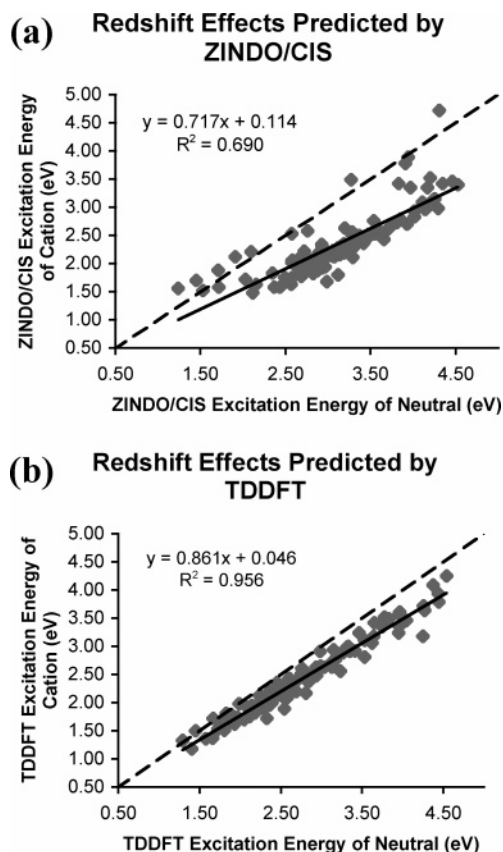 (a)
Redshift Effects Predicted by
ZINDO/CIS
ZINDO/CIS Excitation Energy
of Cation (eV)
5.00
4.50
4.00
3.50
3.00
2.50
2.00
1.50
1.00
0.50
y = 0.717x + 0.114
R² = 0.690
0.50 1.50 2.50 3.50 4.50
ZINDO/CIS Excitation Energy of Neutral (eV)
(b)
Redshift Effects Predicted by
TDDFT
TDDFT Excitation Energy of
Cation (eV)
5.00
4.50
4.00
3.50
3.00
2.50
2.00
1.50
1.00
0.50
y = 0.861x + 0.046
R² = 0.956
0.50 1.50 2.50 3.50 4.50
TDDFT Excitation Energy of Neutral (eV)